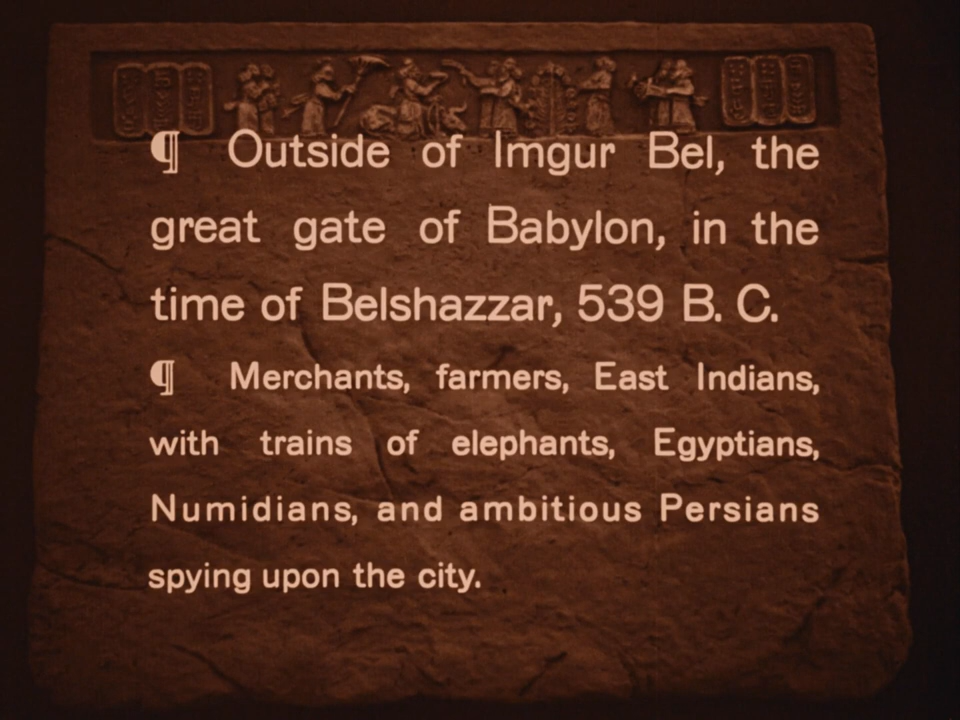 ¶ Outside of Imgur Bel, the
great gate of Babylon, in the
time of Belshazzar, 539 B. C.
¶ Merchants, farmers, East Indians,
with trains of elephants, Egyptians,
Numidians, and ambitious Persians
spying upon the city.